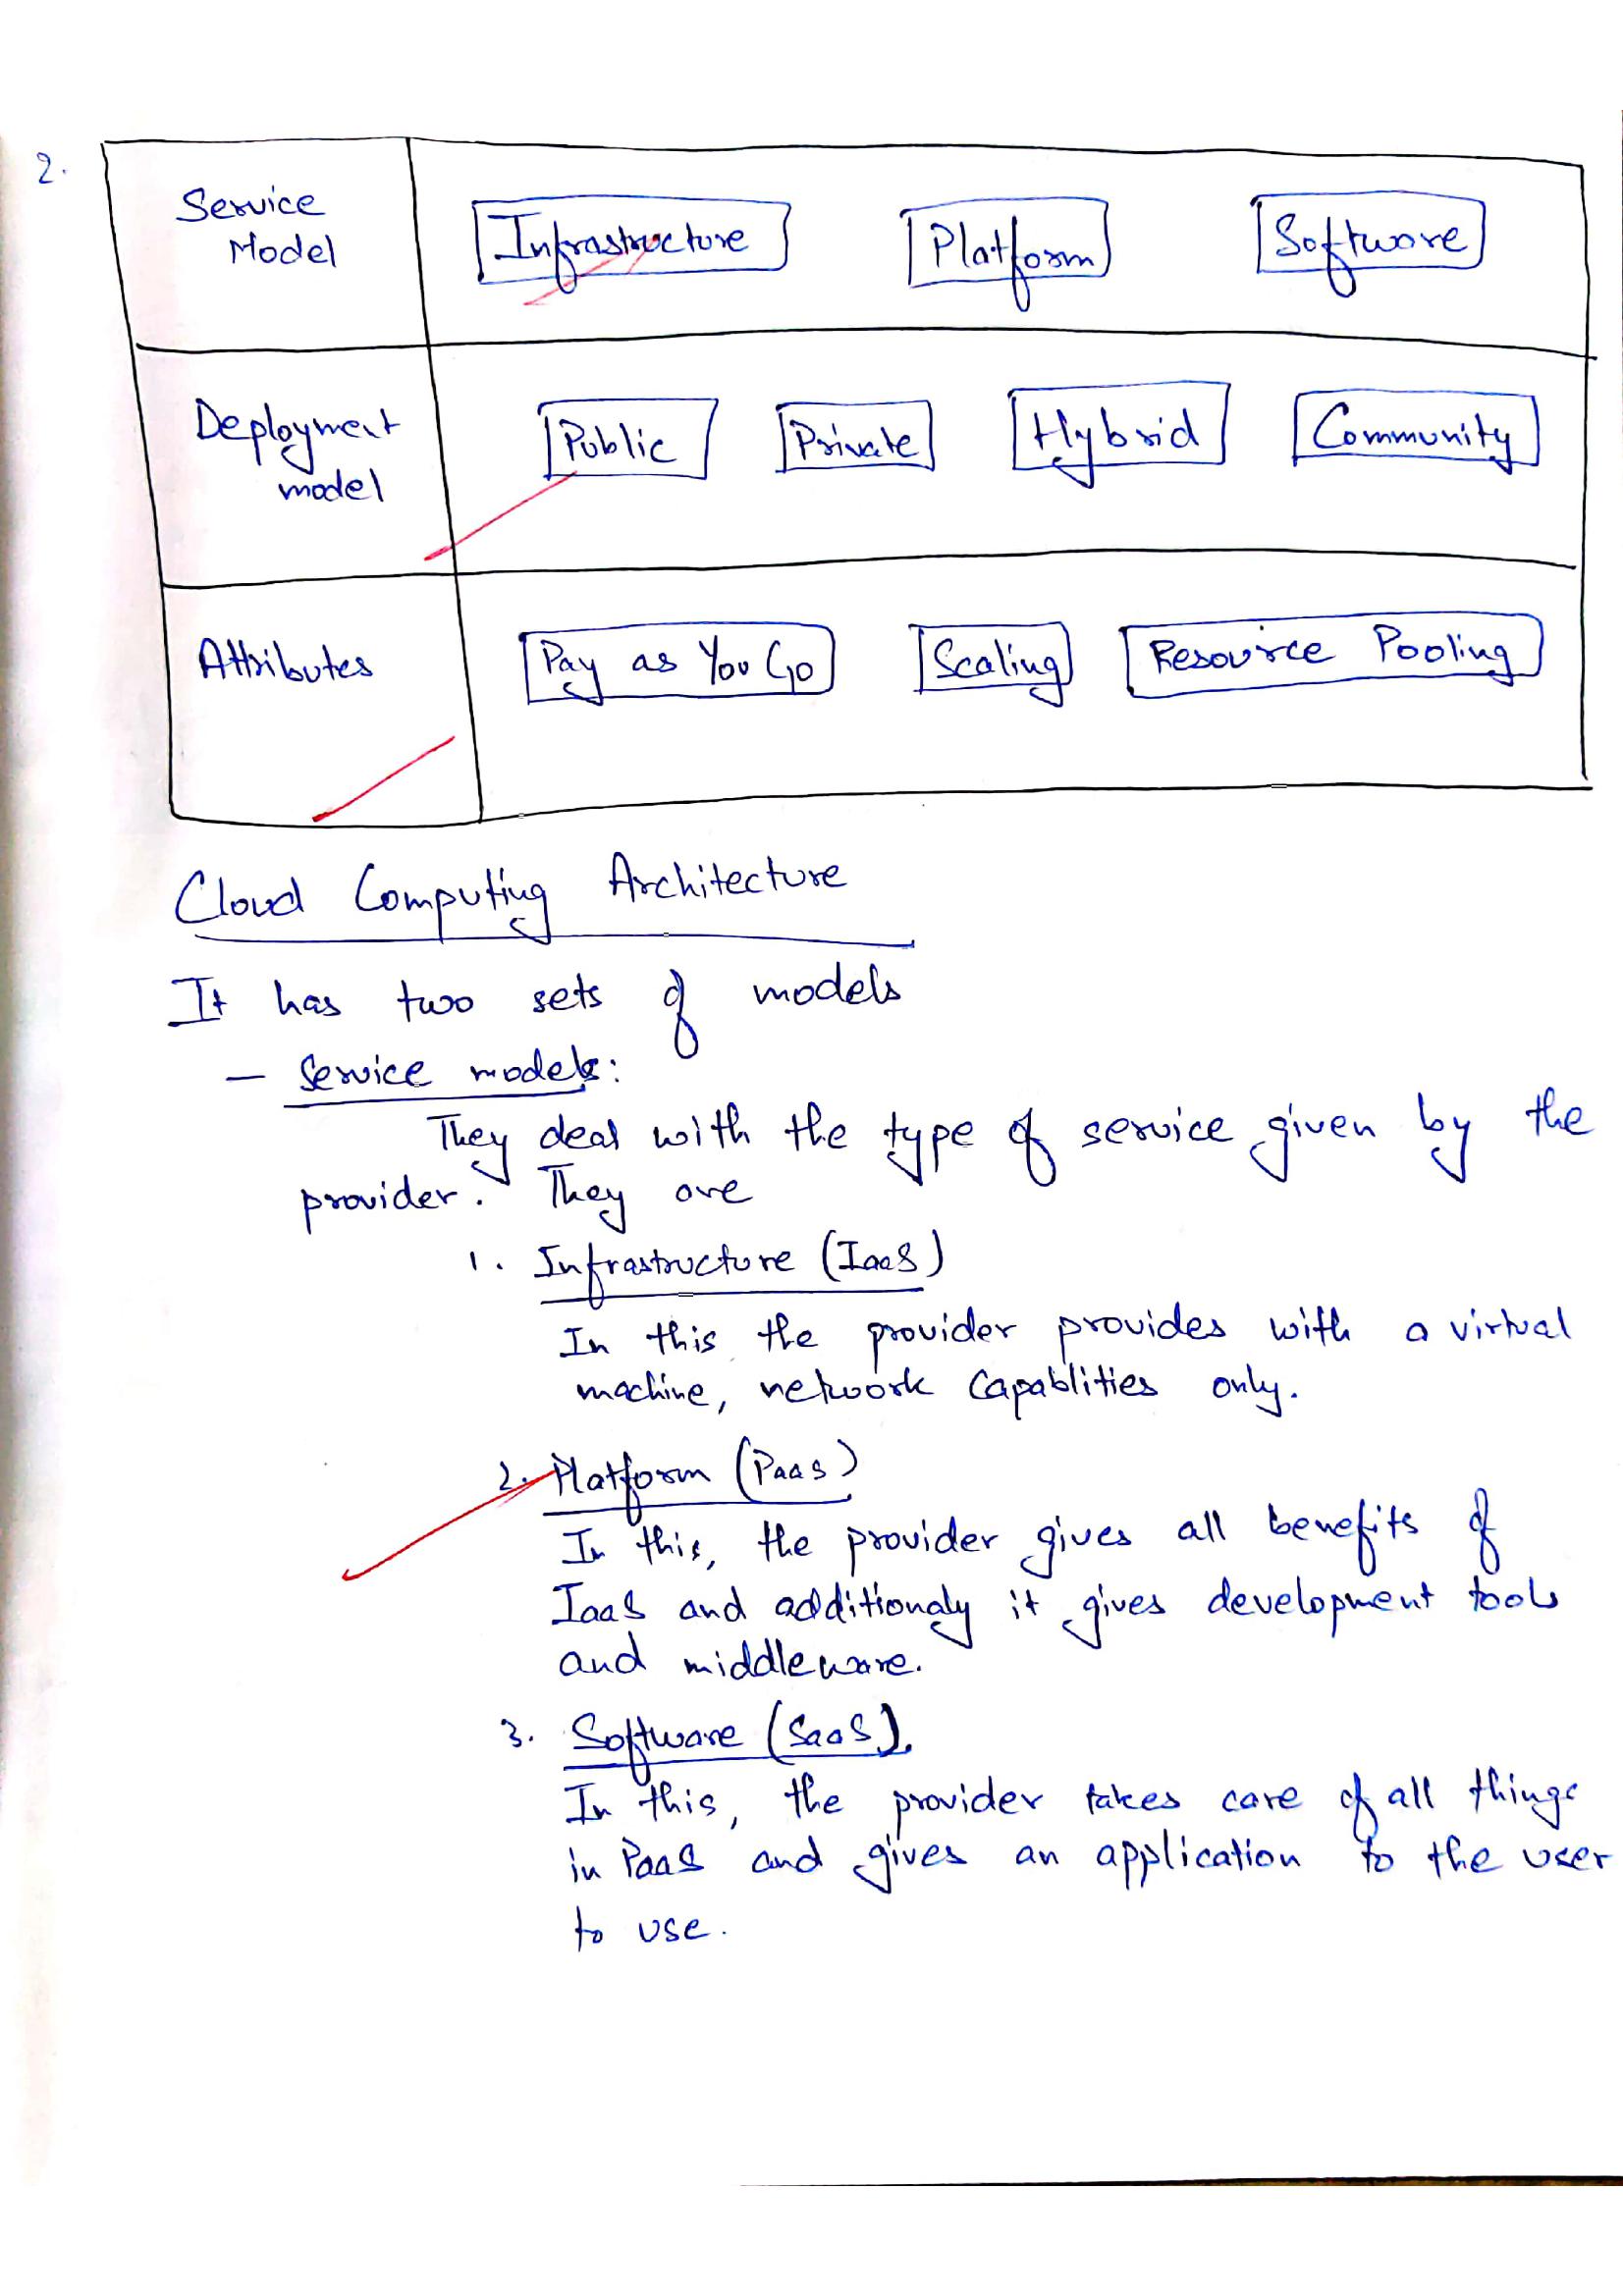 2.
Service
Model
Infrastructure Platform Software
Deployment
model
Public Private Hybrid Community
Attributes
Pay as You Go Scaling Resource Pooling
Cloud Computing Architecture
It has two sets of models
— Service models:
They deal with the type of service given by the
provider. They are
1. Infrastructure (IaaS)
In this the provider provides with a virtual
machine, network capablities only.
2. Platform (PaaS)
In this, the provider gives all benefits of
IaaS and additionaly it gives development tools
and middleware.
3. Software (SaaS).
In this, the provider takes care of all things
in PaaS and gives an application to the user
to use.